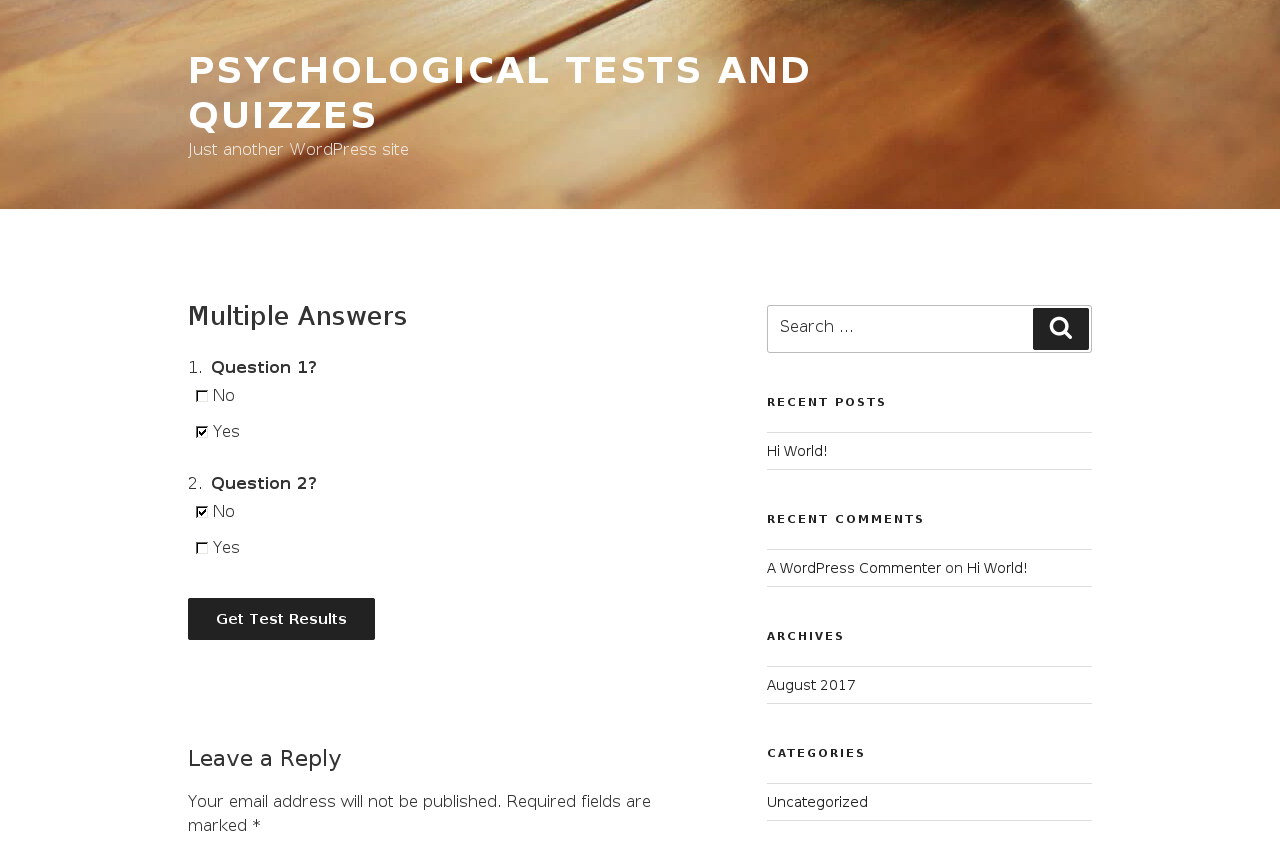 PSYCHOLOGICAL TESTS AND
QUIZZES
Just another WordPress site
Multiple Answers
1. Question 1?
No
Yes
2. Question 2?
No
Yes
Get Test Results
Leave a Reply
Your email address will not be published. Required fields are
marked *
Search …
RECENT POSTS
Hi World!
RECENT COMMENTS
A WordPress Commenter on Hi World!
ARCHIVES
August 2017
CATEGORIES
Uncategorized